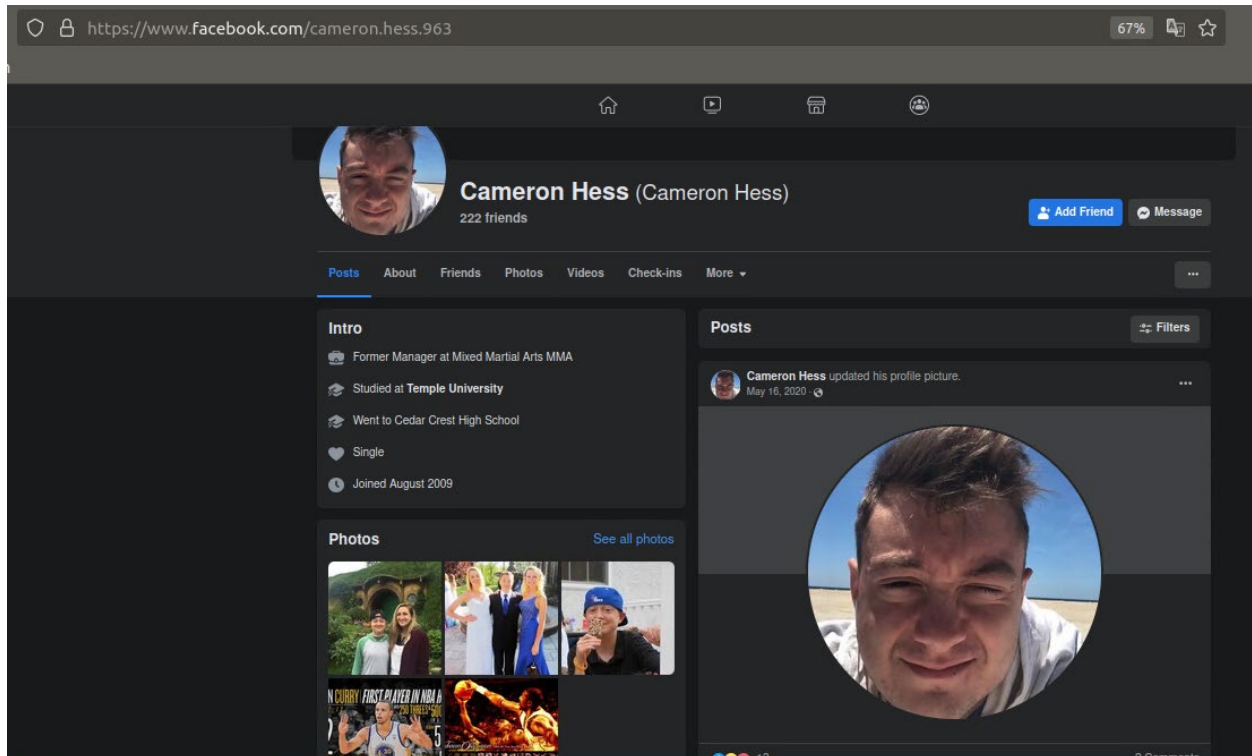 https://www.facebook.com/cameron.hess.963
67%
Cameron Hess (Cameron Hess)
222 friends
Add Friend
Message
Posts
About
Friends
Photos
Videos
Check-ins
More
Intro
Former Manager at Mixed Martial Arts MMA
Studied at Temple University
Went to Cedar Crest High School
Single
Joined August 2009
Photos
See all photos
N CURRY FIRST PLAYER IN NBA H
5
Posts
Filters
Cameron Hess updated his profile picture.
May 16, 2020